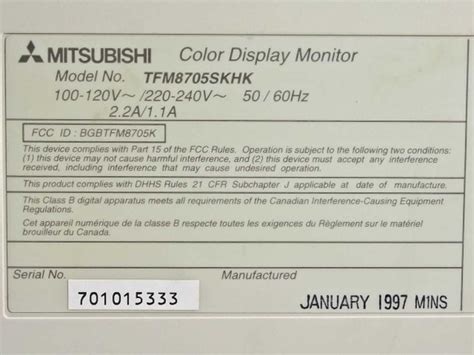 MITSUBISHI Color Display Monitor
Model No. TFM8705SKHK
100-120V~ /220-240V~ 50 / 60Hz
2.2A/1.1A
FCC ID : BGBTFM8705K
This device complies with Part 15 of the FCC Rules. Operation is subject to the following two conditions:
(1) this device may not cause harmful interference, and (2) this device must accept any interference
received, including interference that may cause undesired operation.
This product complies with DHHS Rules 21 CFR Subchapter J applicable at date of manufacture.
This Class B digital apparatus meets all requirements of the Canadian Interference-Causing Equipment
Regulations.
Cet appareil numérique de la classe B respecte toutes les exigences du Règlement sur le matériel
brouilleur du Canada.
Serial No. Manufactured
701015333 JANUARY 1997 M1NS